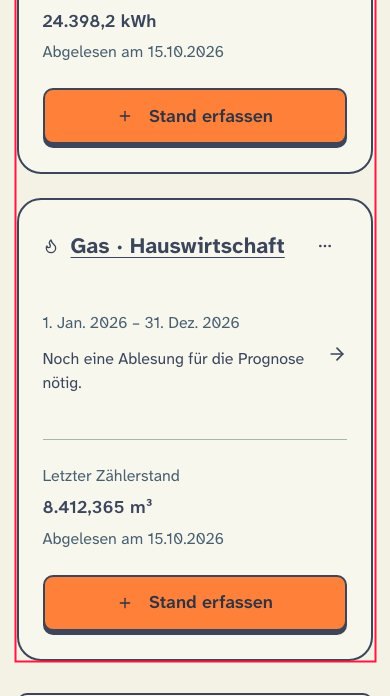 24.398,2 kWh
Abgelesen am 15.10.2026
+ Stand erfassen
Gas · Hauswirtschaft
1. Jan. 2026 – 31. Dez. 2026
Noch eine Ablesung für die Prognose
nötig.
Letzter Zählerstand
8.412,365 m³
Abgelesen am 15.10.2026
+ Stand erfassen